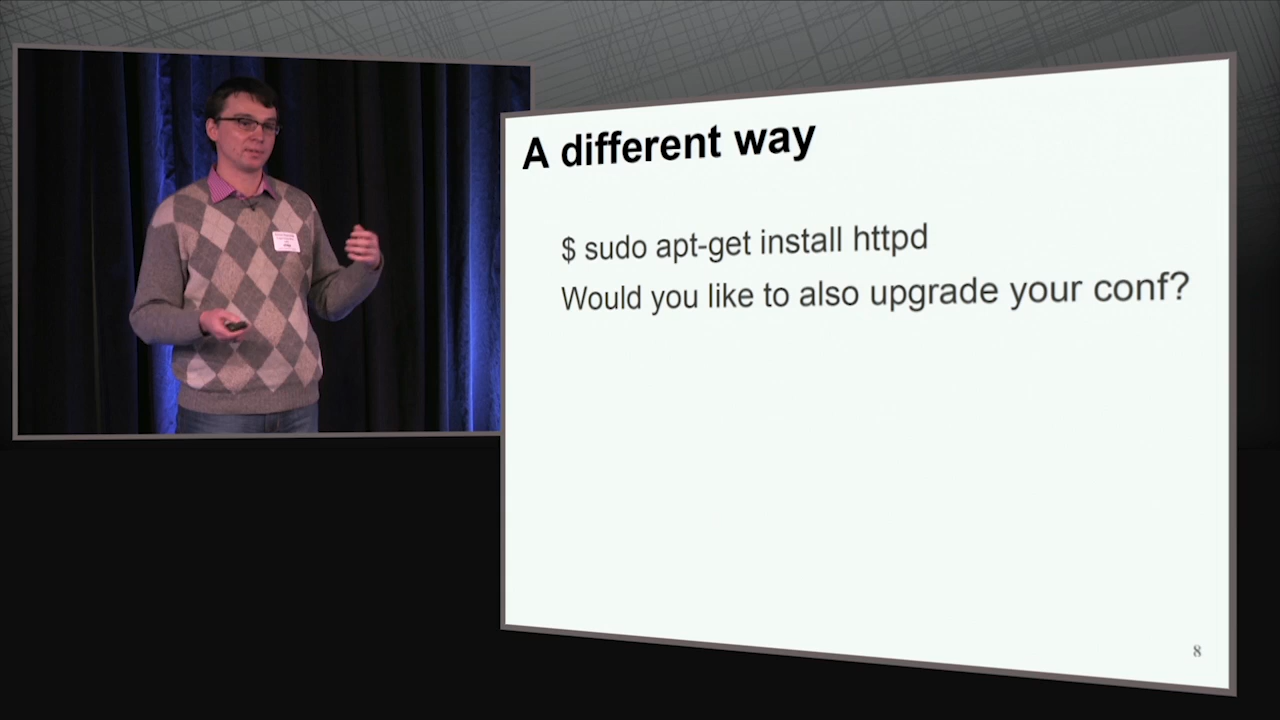 A different way
$ sudo apt-get install httpd
Would you like to also upgrade your conf?
8